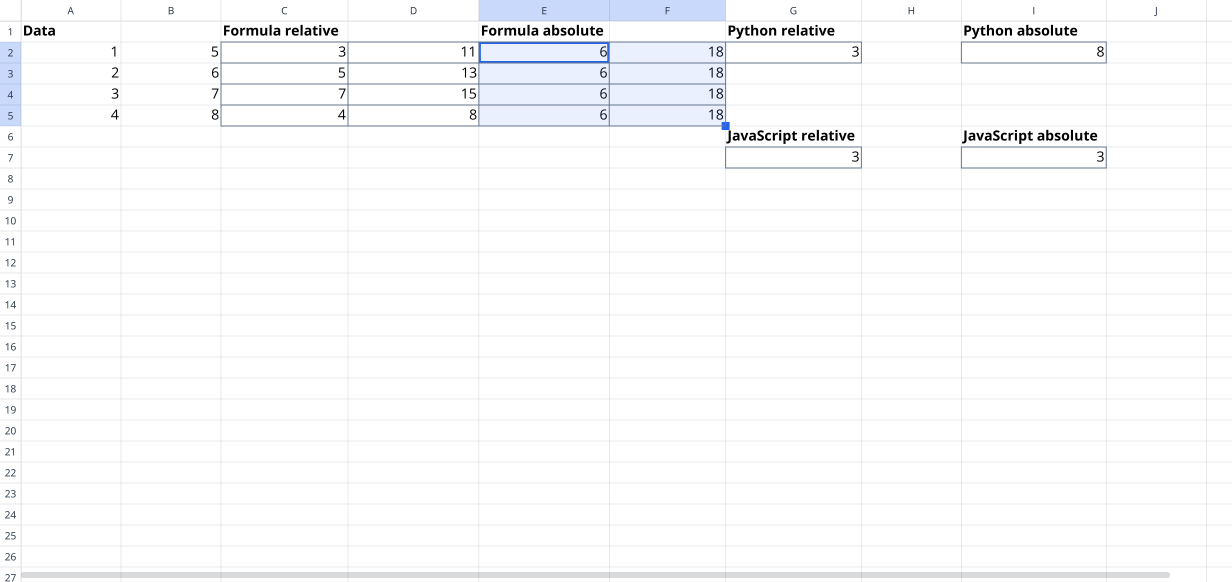 A B C D E F G H I J
1 Data Formula relative Formula absolute Python relative Python absolute
2 1 5 3 11 6 18 3 8
3 2 6 5 13 6 18
4 3 7 7 15 6 18
5 4 8 4 8 6 18
6 JavaScript relative JavaScript absolute
7 3 3
8
9
10
11
12
13
14
15
16
17
18
19
20
21
22
23
24
25
26
27